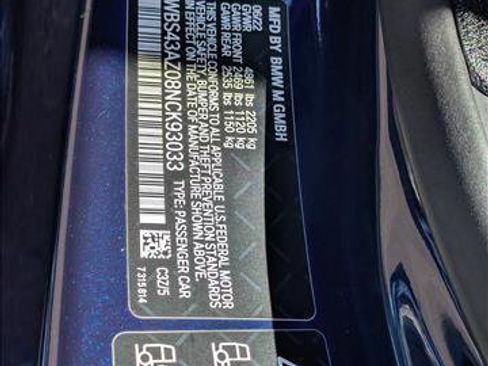 MFD BY BMW M GMBH
06/22
GVWR 4861 lbs 2205 kg
GAWR FRONT 2469 lbs 1120 kg
GAWR REAR 2535 lbs 1150 kg
THIS VEHICLE CONFORMS TO ALL APPLICABLE U.S. FEDERAL MOTOR
VEHICLE SAFETY, BUMPER AND THEFT PREVENTION STANDARDS
IN EFFECT ON THE DATE OF MANUFACTURE SHOWN ABOVE.
WBS43AZ08NCK93033 TYPE: PASSENGER CAR
C3Z/5
7315614